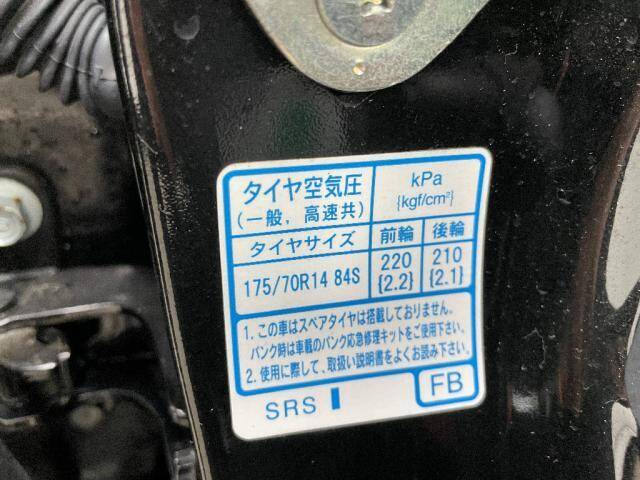 タイヤ空気圧
(一般, 高速共)
kPa
{kgf/cm²}
タイヤサイズ 前輪 後輪
175/70R14 84S 220 210
{2.2} {2.1}
1. この車はスペアタイヤは搭載しておりません。
パンク時は車載のパンク応急修理キットをご使用下さい。
2. 使用に際して、取扱い説明書をよくお読み下さい。
SRS FB